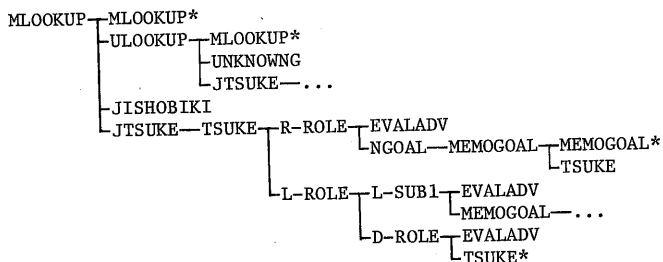 MLOOKUP MLOOKUP*
ULOOKUP MLOOKUP*
UNKNOWNG
JTSUKE — ...
JISHOBIKI
JTSUKE — TSUKE R-ROLE EVALADV
NGOAL — MEMOGOAL MEMOGOAL*
TSUKE
L-ROLE L-SUB1 EVALADV
MEMOGOAL — ...
D-ROLE EVALADV
TSUKE*